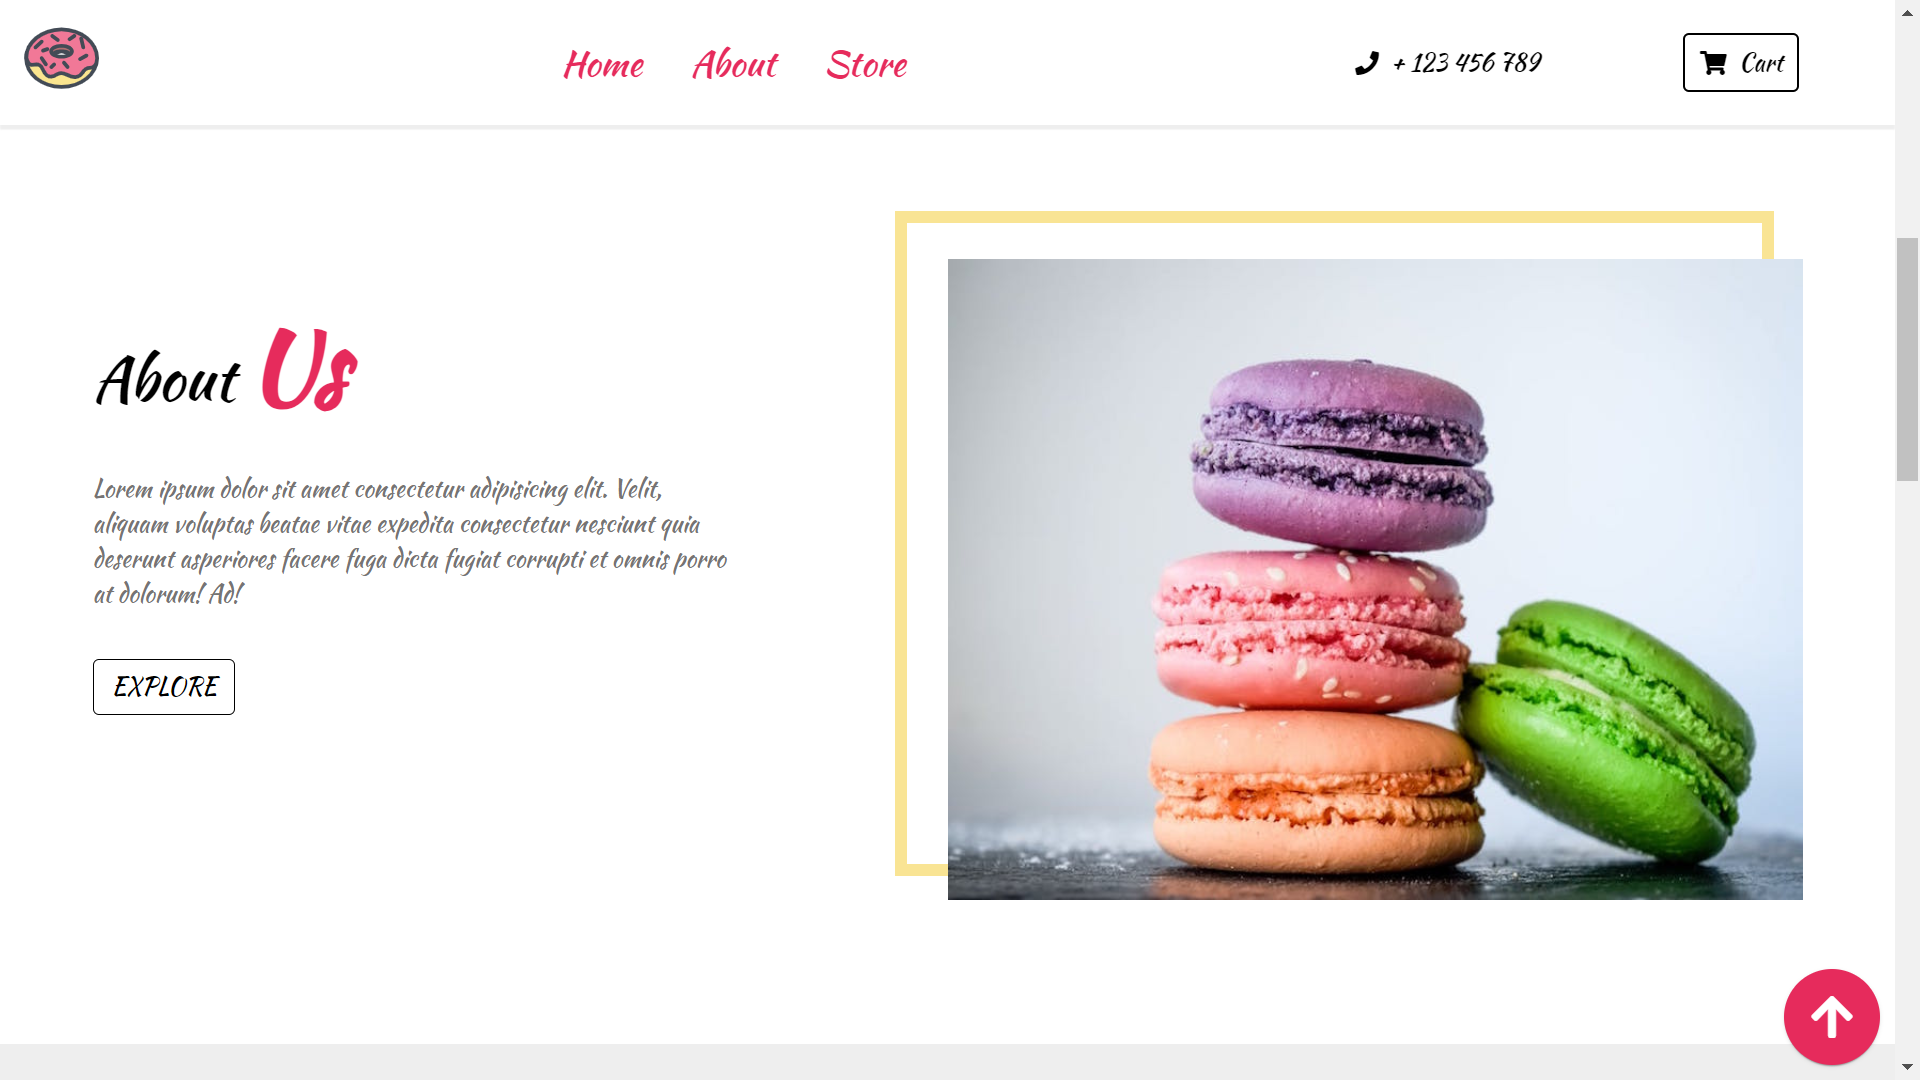 Home About Store
+ 123 456 789
Cart
About Us
Lorem ipsum dolor sit amet consectetur adipisicing elit. Velit,
aliquam voluptas beatae vitae expedita consectetur nesciunt quia
deserunt asperiores facere fuga dicta fugiat corrupti et omnis porro
at dolorum! Ad!
EXPLORE